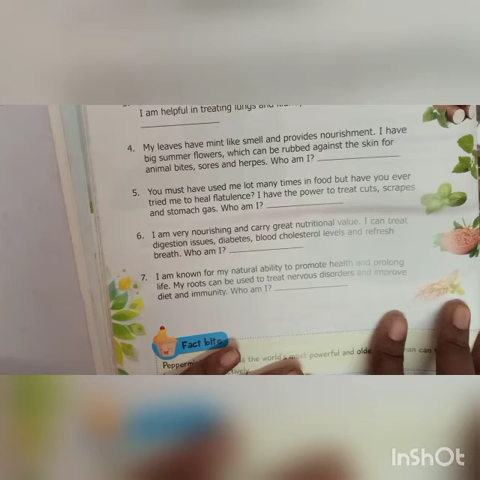 I am helpful in treating lungs and
4. My leaves have mint like smell and provides nourishment. I have
big summer flowers, which can be rubbed against the skin for
animal bites, sores and herpes. Who am I?
5. You must have used me lot many times in food but have you ever
tried me to heal flatulence? I have the power to treat cuts, scrapes
and stomach gas. Who am I?
6. I am very nourishing and carry great nutritional value. I can treat
digestion issues, diabetes, blood cholesterol levels and refresh
breath. Who am I?
7. I am known for my natural ability to promote health and prolong
life. My roots can be used to treat nervous disorders and improve
diet and immunity. Who am I?
Fact bite
the world's most powerful and can
InShOt